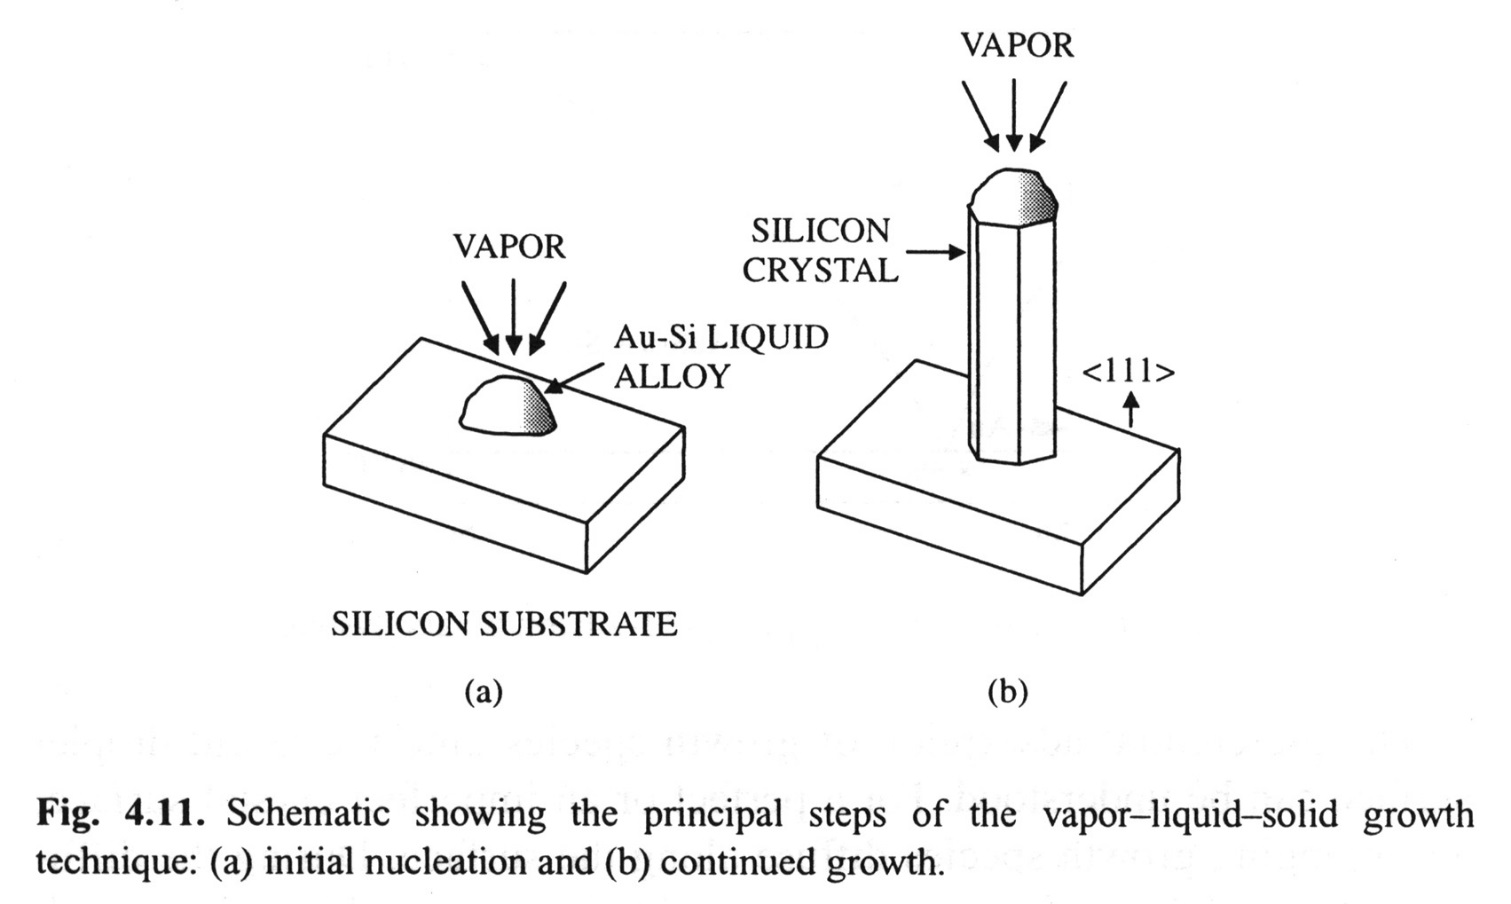 VAPOR
VAPOR
Au-Si LIQUID
ALLOY
SILICON SUBSTRATE
(a)
SILICON
CRYSTAL
<111>
(b)
Fig. 4.11. Schematic showing the principal steps of the vapor–liquid–solid growth
technique: (a) initial nucleation and (b) continued growth.